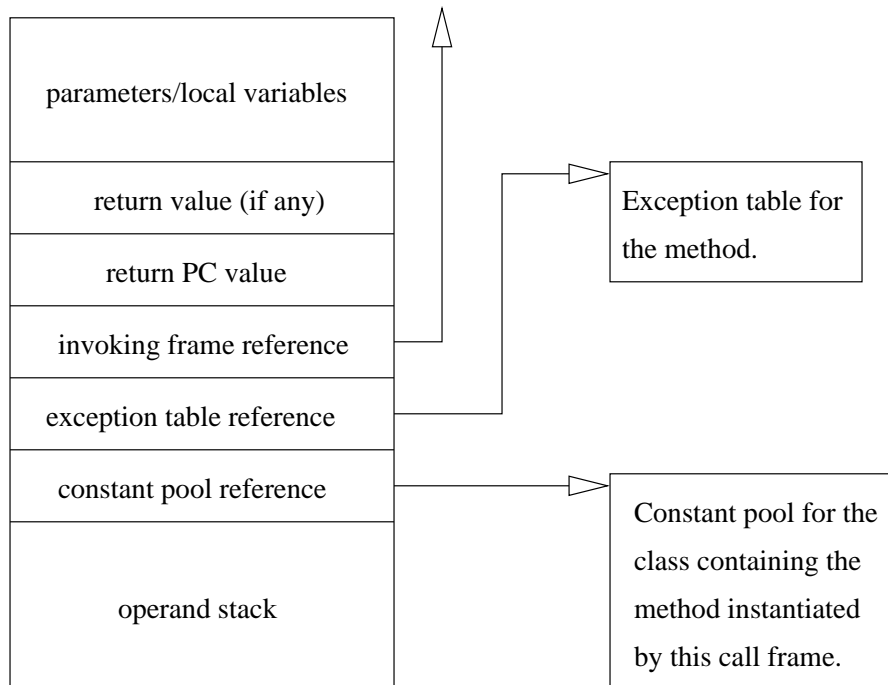 parameters/local variables
return value (if any)
return PC value
invoking frame reference
exception table reference
constant pool reference
operand stack
Exception table for
the method.
Constant pool for the
class containing the
method instantiated
by this call frame.